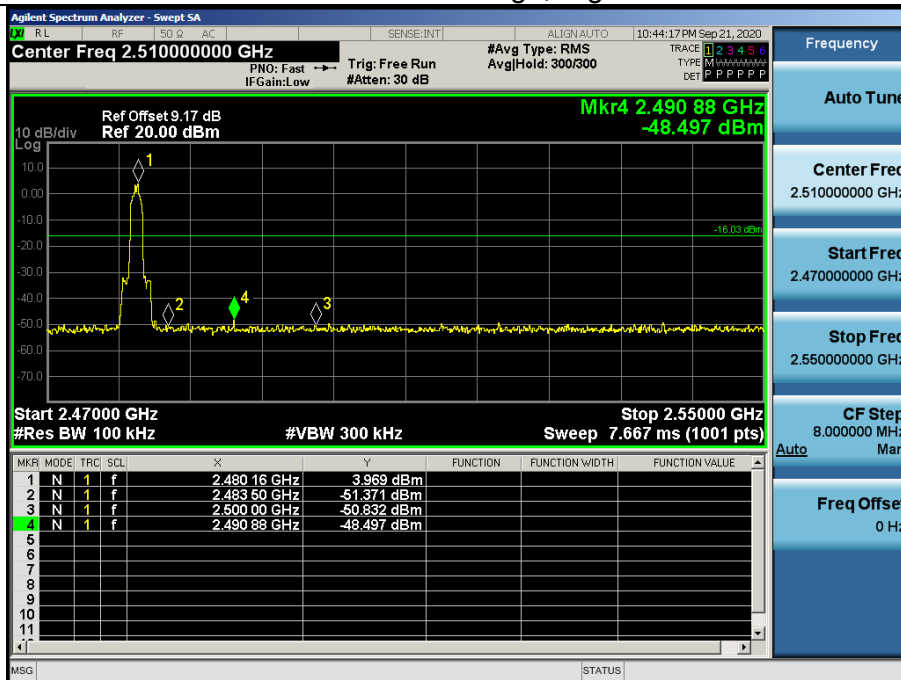 Agilent Spectrum Analyzer - Swept SA
LXI RL RF 50 Ω AC SENSE:INT ALIGN AUTO 10:44:17 PM Sep 21, 2020
Center Freq 2.510000000 GHz #Avg Type: RMS TRACE 1 2 3 4 5 6
PNO: Fast Trig: Free Run Avg|Hold: 300/300 TYPE M WWWWW
IFGain:Low #Atten: 30 dB DET P P P P P P
Mkr4 2.490 88 GHz
-48.497 dBm
Ref Offset 9.17 dB
10 dB/div Ref 20.00 dBm
Log
10.0
0.00
-10.0
-20.0
-30.0
-40.0
-50.0
-60.0
-70.0
1
2
4
3
-16.03 dBm
Start 2.47000 GHz Stop 2.55000 GHz
#Res BW 100 kHz #VBW 300 kHz Sweep 7.667 ms (1001 pts)
MKR MODE TRC SCL X Y FUNCTION FUNCTION WIDTH FUNCTION VALUE
1 N 1 f 2.480 16 GHz 3.969 dBm
2 N 1 f 2.483 50 GHz -51.371 dBm
3 N 1 f 2.500 00 GHz -50.832 dBm
4 N 1 f 2.490 88 GHz -48.497 dBm
5
6
7
8
9
10
11
MSG STATUS
Frequency
Auto Tune
Center Freq
2.510000000 GHz
Start Freq
2.470000000 GHz
Stop Freq
2.550000000 GHz
CF Step
8.000000 MHz
Auto Man
Freq Offset
0 Hz